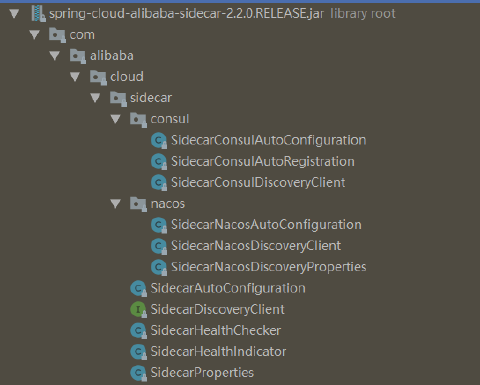 spring-cloud-alibaba-sidecar-2.2.0.RELEASE.jar library root
com
alibaba
cloud
sidecar
consul
SidecarConsulAutoConfiguration
SidecarConsulAutoRegistration
SidecarConsulDiscoveryClient
nacos
SidecarNacosAutoConfiguration
SidecarNacosDiscoveryClient
SidecarNacosDiscoveryProperties
SidecarAutoConfiguration
SidecarDiscoveryClient
SidecarHealthChecker
SidecarHealthIndicator
SidecarProperties